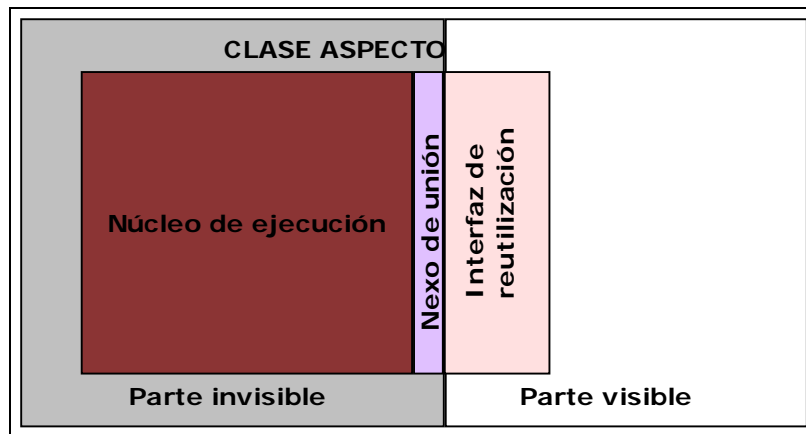 CLASE ASPECTO
Núcleo de ejecución
Nexo de unión
Interfaz de
reutilización
Parte invisible
Parte visible